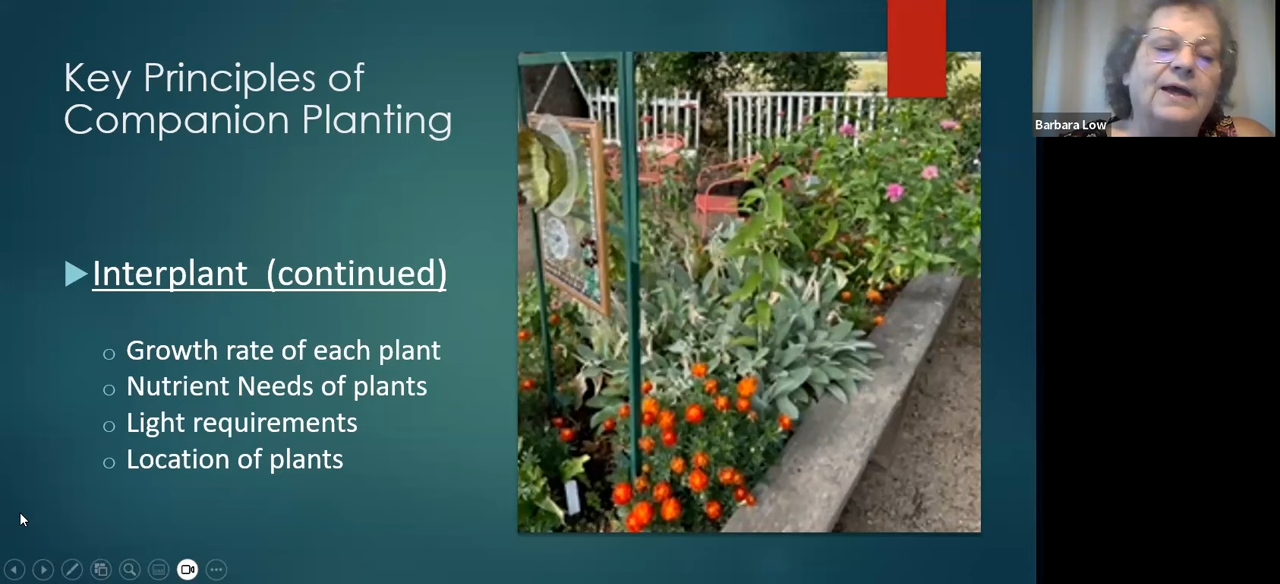 Key Principles of
Companion Planting
Interplant (continued)
Growth rate of each plant
Nutrient Needs of plants
Light requirements
Location of plants
Barbara Low